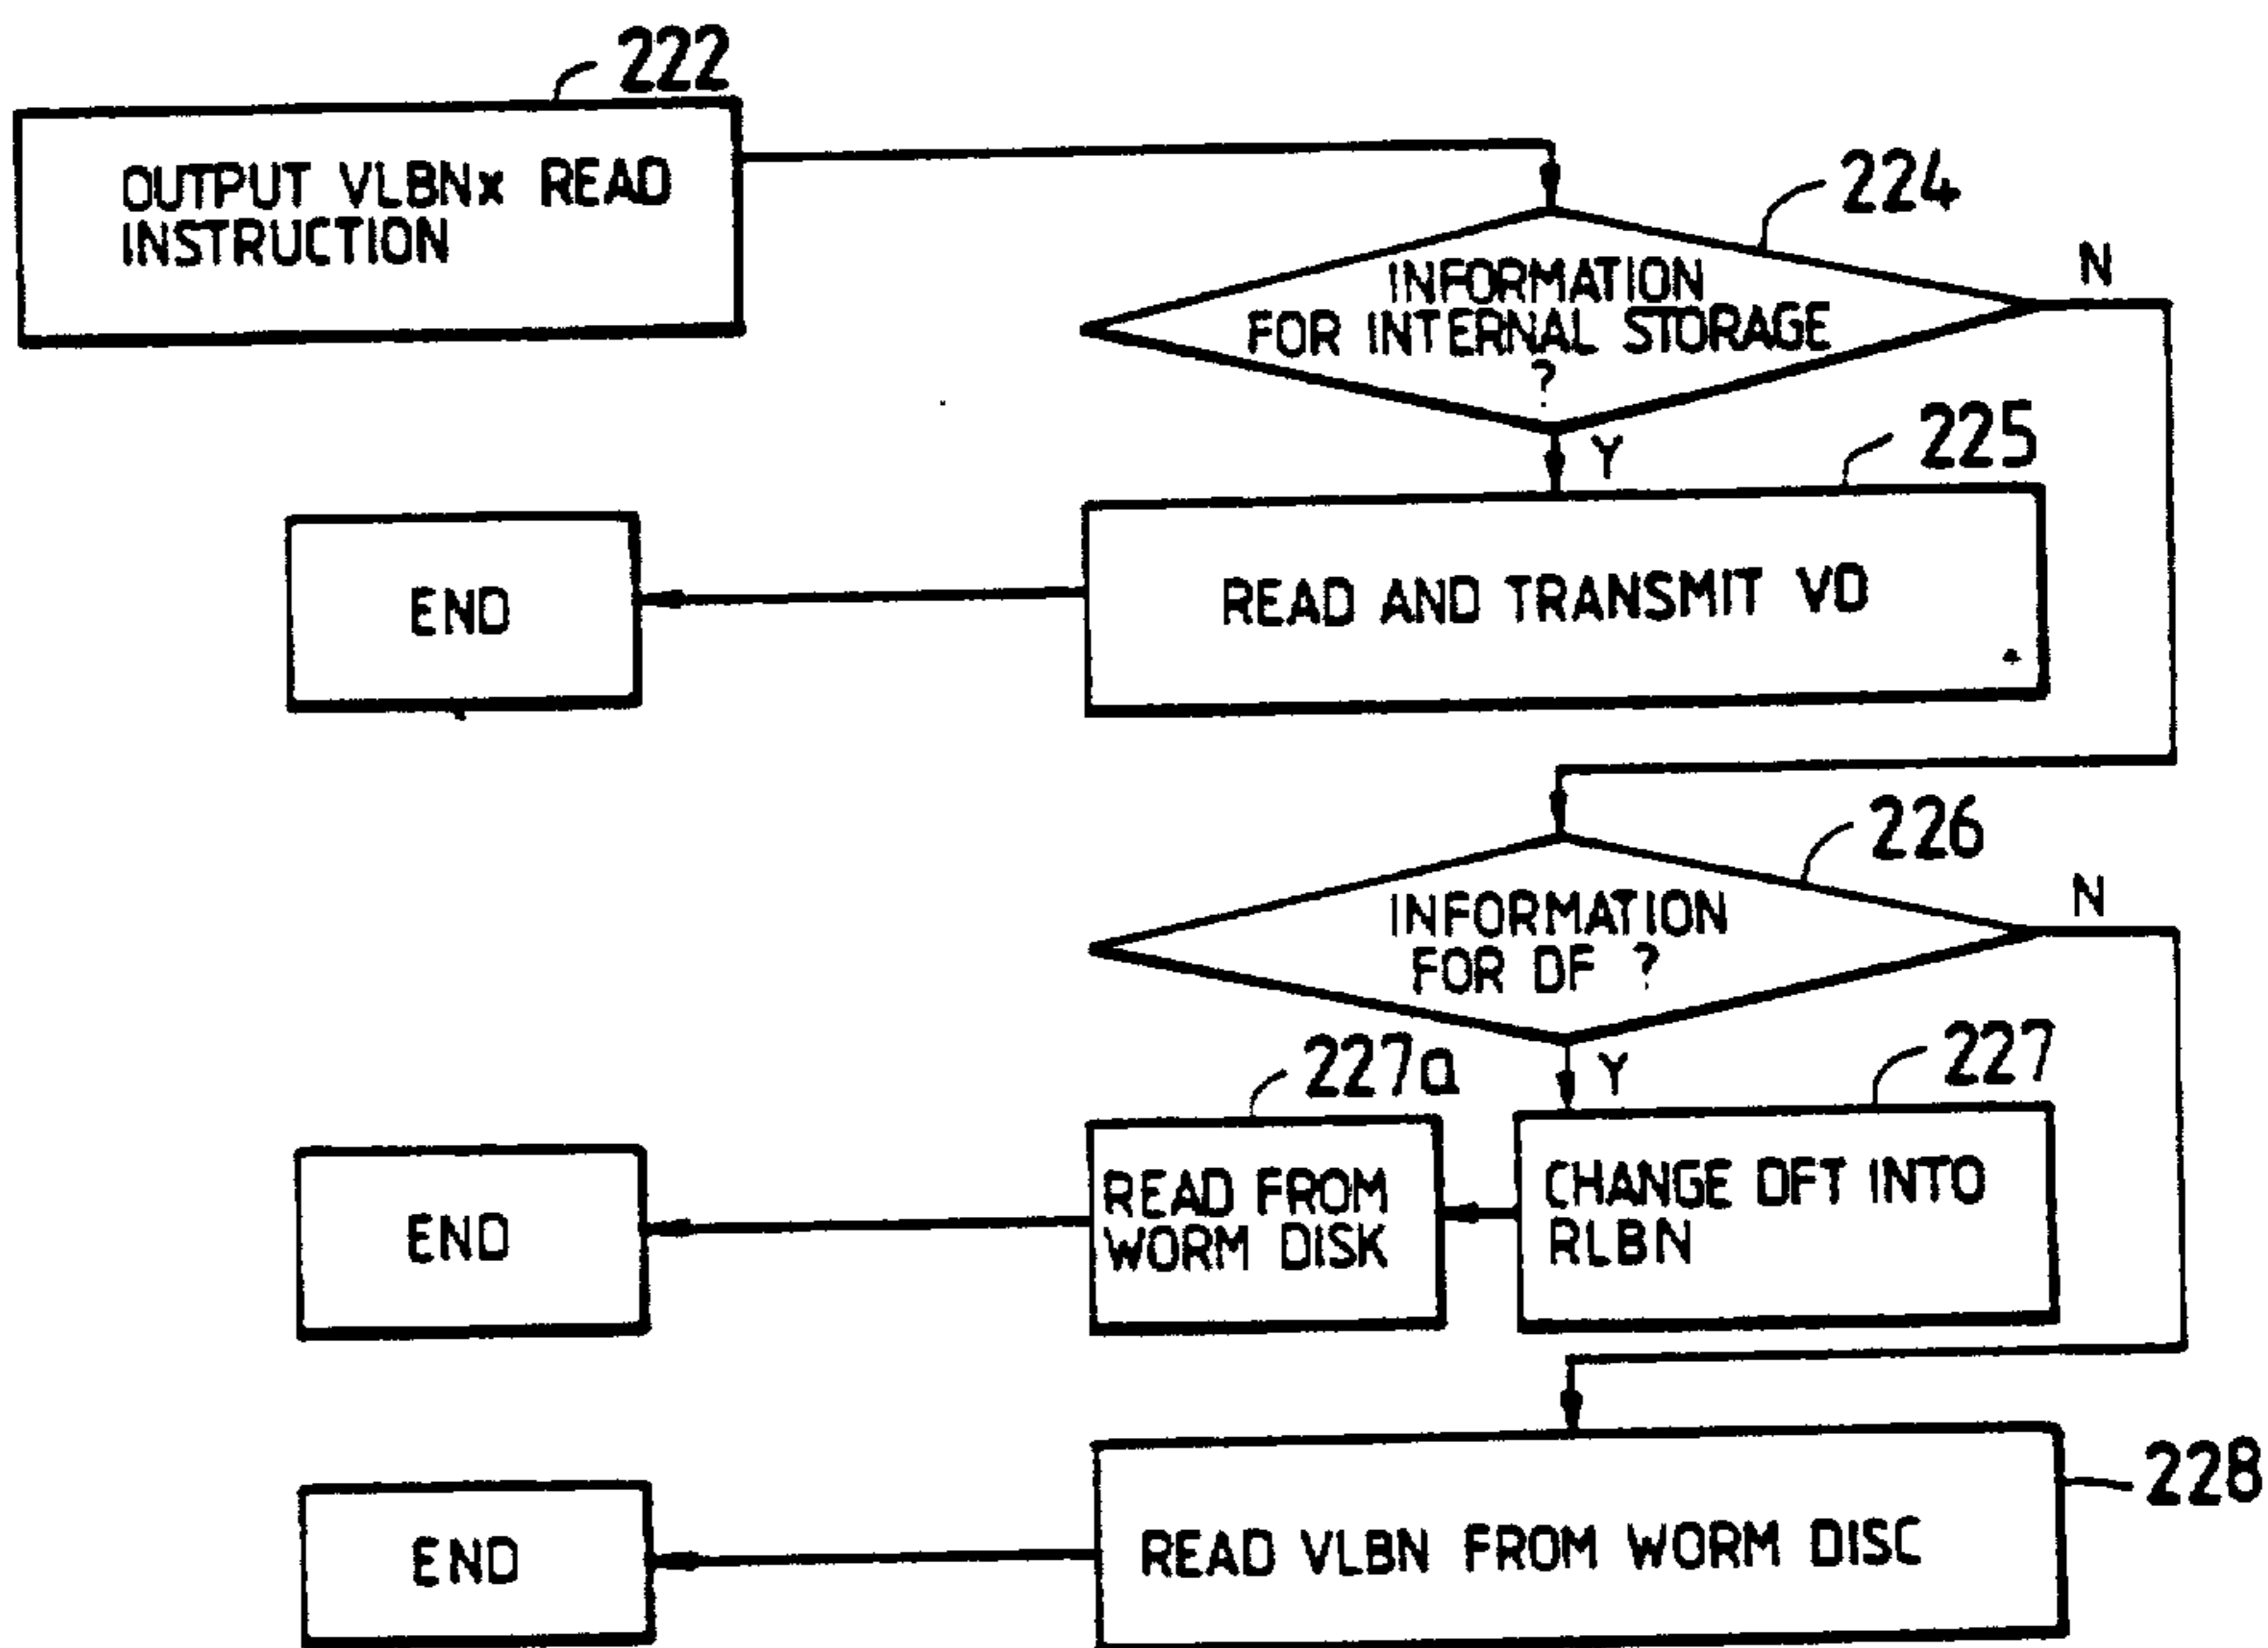 222
OUTPUT VLBNx READ
INSTRUCTION
224
N
INFORMATION
FOR INTERNAL STORAGE
?
Y
225
END
READ AND TRANSMIT VD
226
N
INFORMATION
FOR DF ?
227a
Y
227
END
READ FROM
WORM DISK
CHANGE DFT INTO
RLBN
228
END
READ VLBN FROM WORM DISC